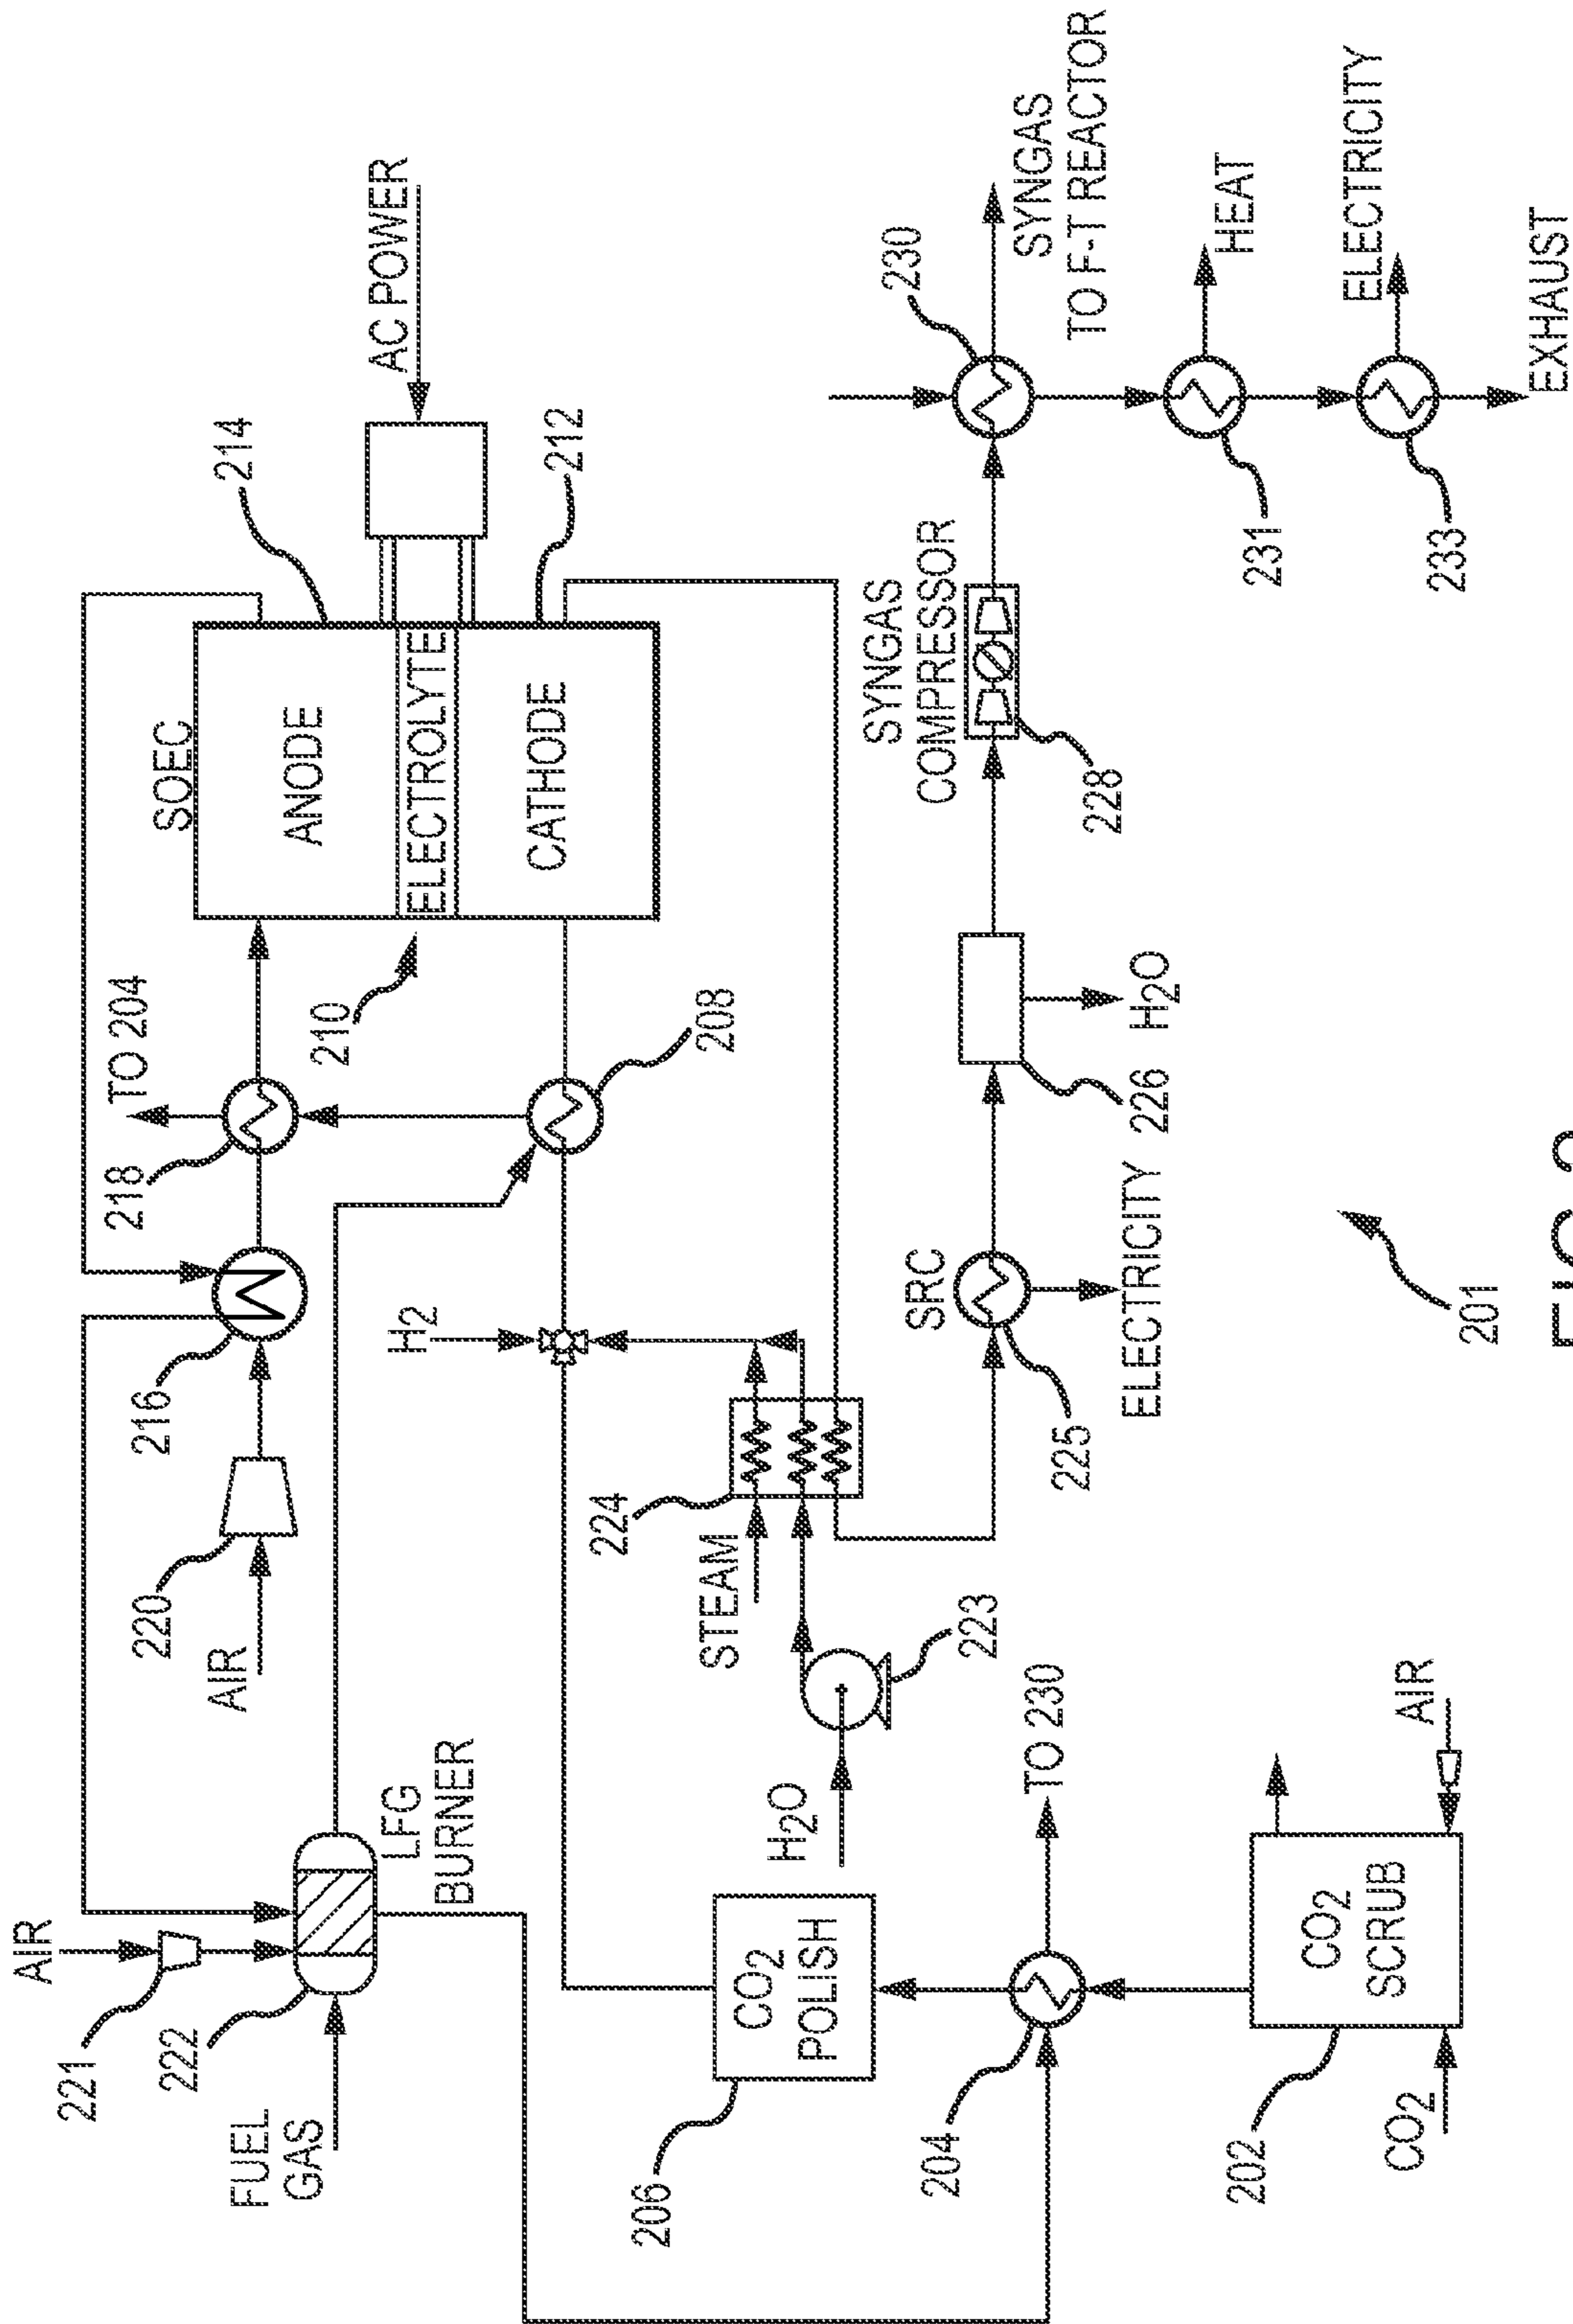 AIR
221
222
FUEL
GAS
LFG
BURNER
AIR
220
216
218
TO 204
SOEC
ANODE
ELECTROLYTE
CATHODE
214
212
210
208
AC POWER
H2
224
STEAM
H2O
223
CO2
POLISH
206
204
TO 230
CO2
SCRUB
202
CO2
AIR
SRC
225
ELECTRICITY
226
H2O
SYNGAS
COMPRESSOR
228
230
SYNGAS
TO F-T REACTOR
231
HEAT
233
ELECTRICITY
EXHAUST
201